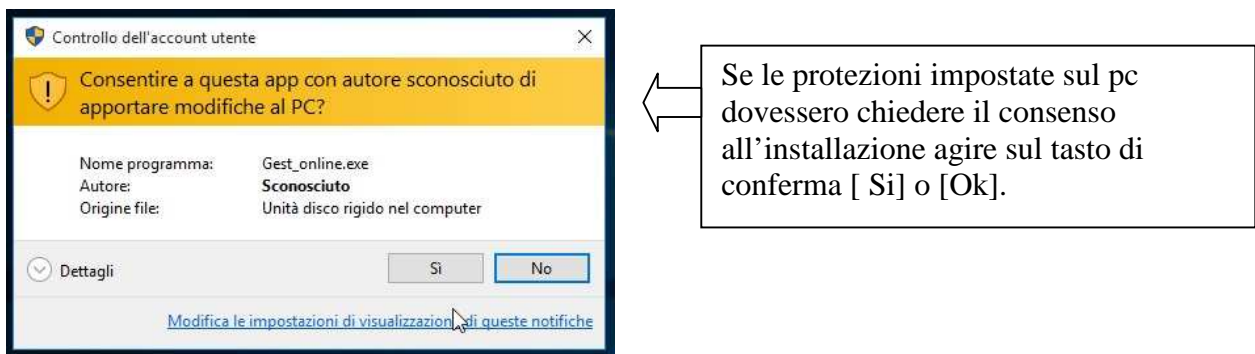 Controllo dell'account utente
Consentire a questa app con autore sconosciuto di
apportare modifiche al PC?
Nome programma: Gest_online.exe
Autore: Sconosciuto
Origine file: Unità disco rigido nel computer
Dettagli
Sì No
Modifica le impostazioni di visualizzazione di queste notifiche
Se le protezioni impostate sul pc
dovessero chiedere il consenso
all’installazione agire sul tasto di
conferma [ Si] o [Ok].